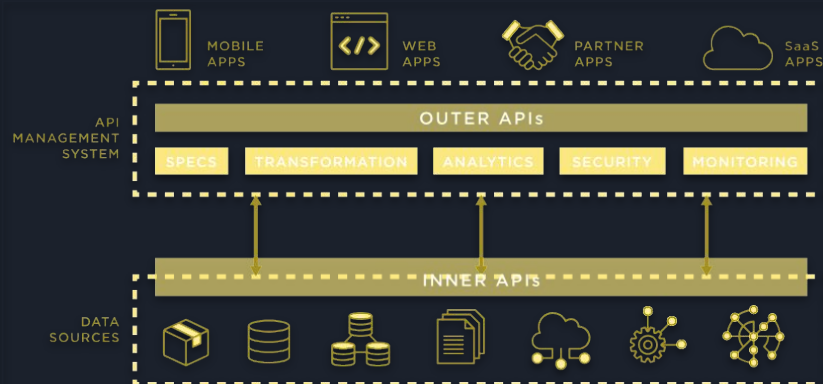 MOBILE
APPS
</>
WEB
APPS
PARTNER
APPS
SaaS
APPS
API
MANAGEMENT
SYSTEM
OUTER APIs
SPECS
TRANSFORMATION
ANALYTICS
SECURITY
MONITORING
INNER APIs
DATA
SOURCES